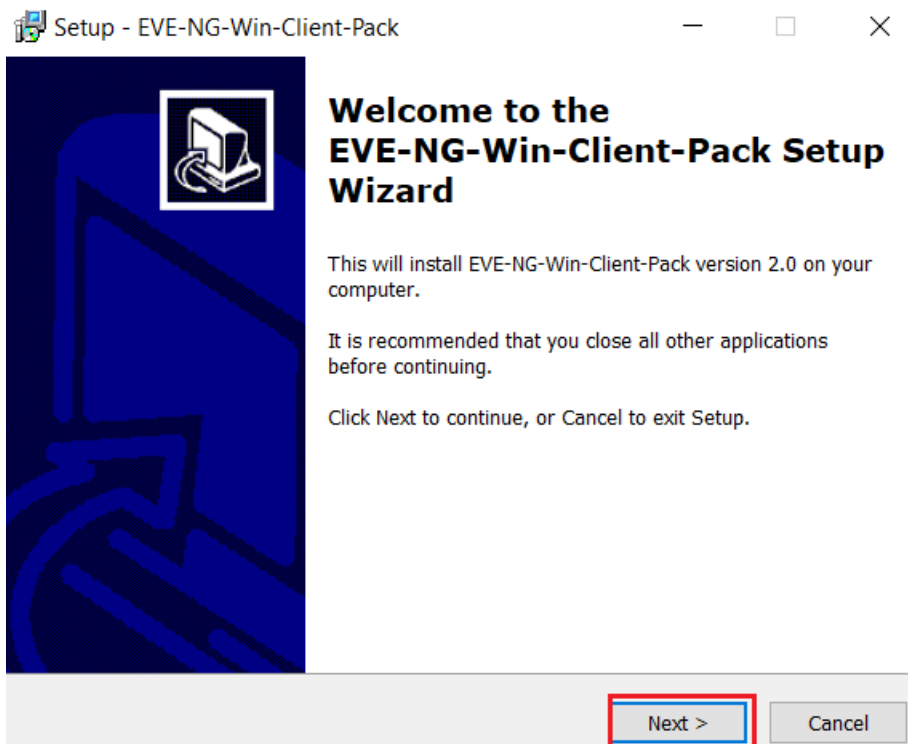 Setup - EVE-NG-Win-Client-Pack
Welcome to the
EVE-NG-Win-Client-Pack Setup
Wizard
This will install EVE-NG-Win-Client-Pack version 2.0 on your
computer.
It is recommended that you close all other applications
before continuing.
Click Next to continue, or Cancel to exit Setup.
Next >
Cancel